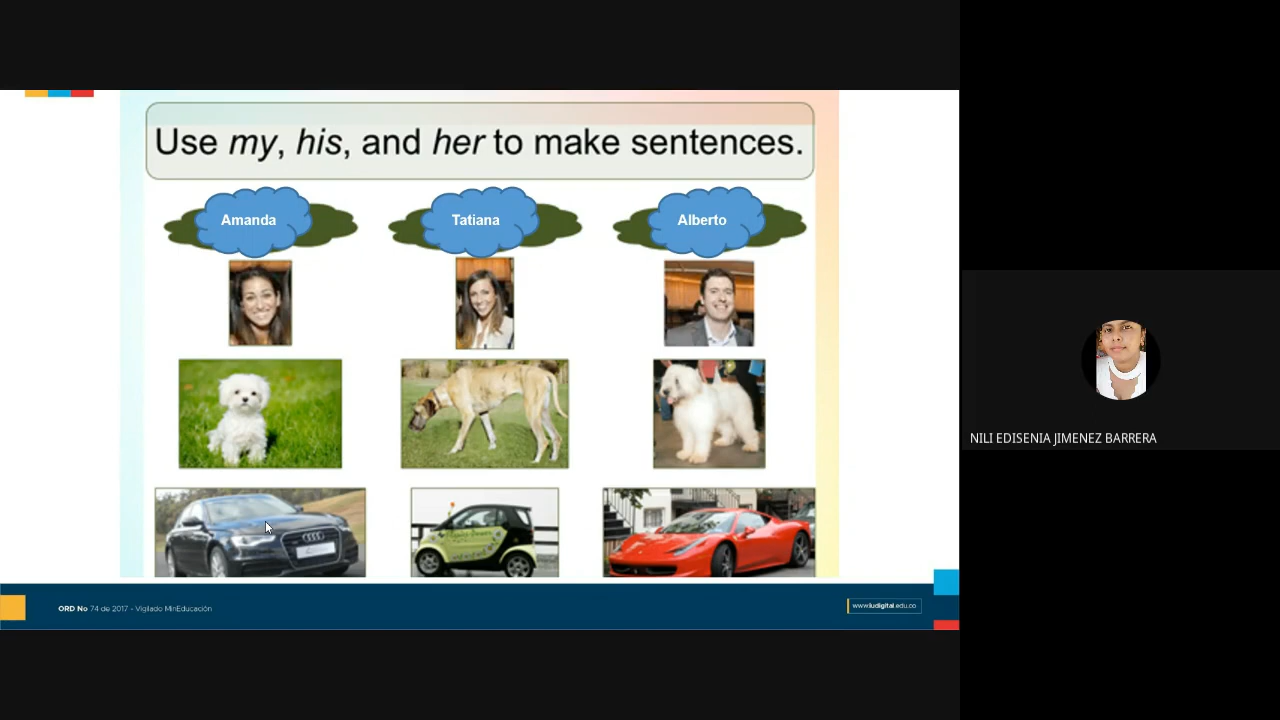 Use my, his, and her to make sentences.
Amanda
Tatiana
Alberto
NILI EDISENIA JIMENEZ BARRERA
ORD No 74 de 2017 - Vigilado MinEducación
www.iudigital.edu.co